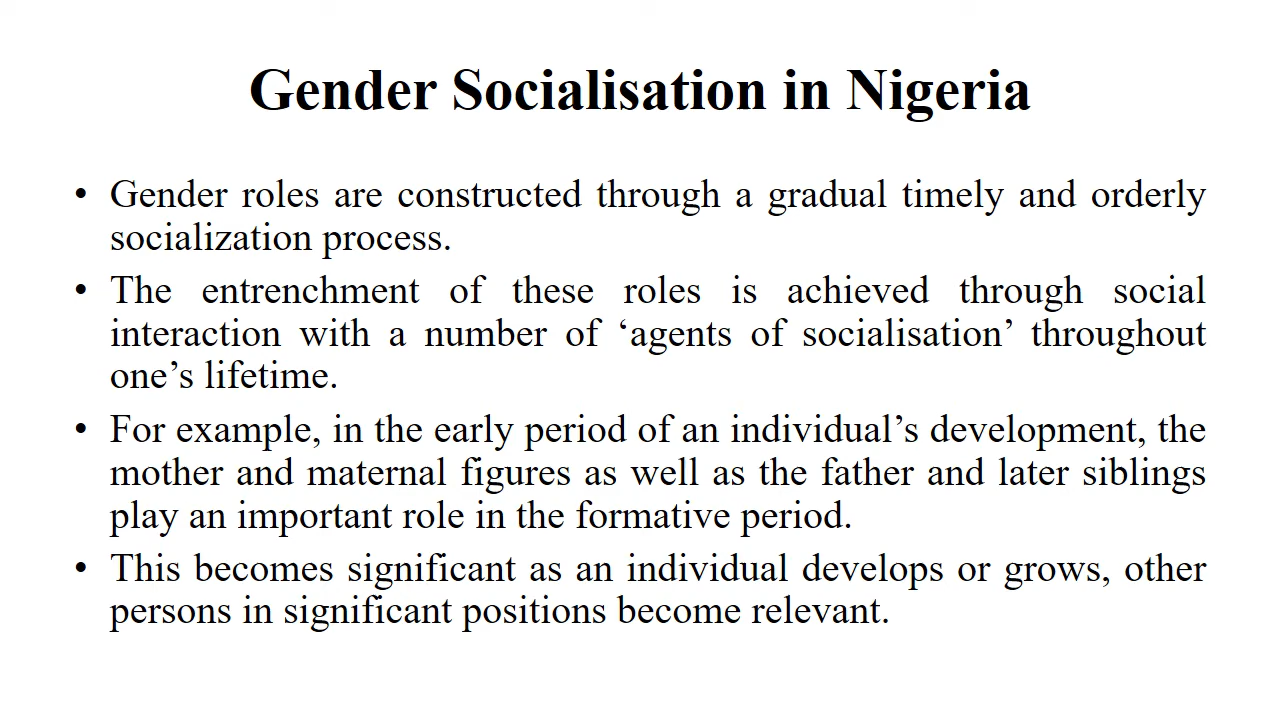 Gender Socialisation in Nigeria
• Gender roles are constructed through a gradual timely and orderly
socialization process.
• The entrenchment of these roles is achieved through social
interaction with a number of ‘agents of socialisation’ throughout
one’s lifetime.
• For example, in the early period of an individual’s development, the
mother and maternal figures as well as the father and later siblings
play an important role in the formative period.
• This becomes significant as an individual develops or grows, other
persons in significant positions become relevant.